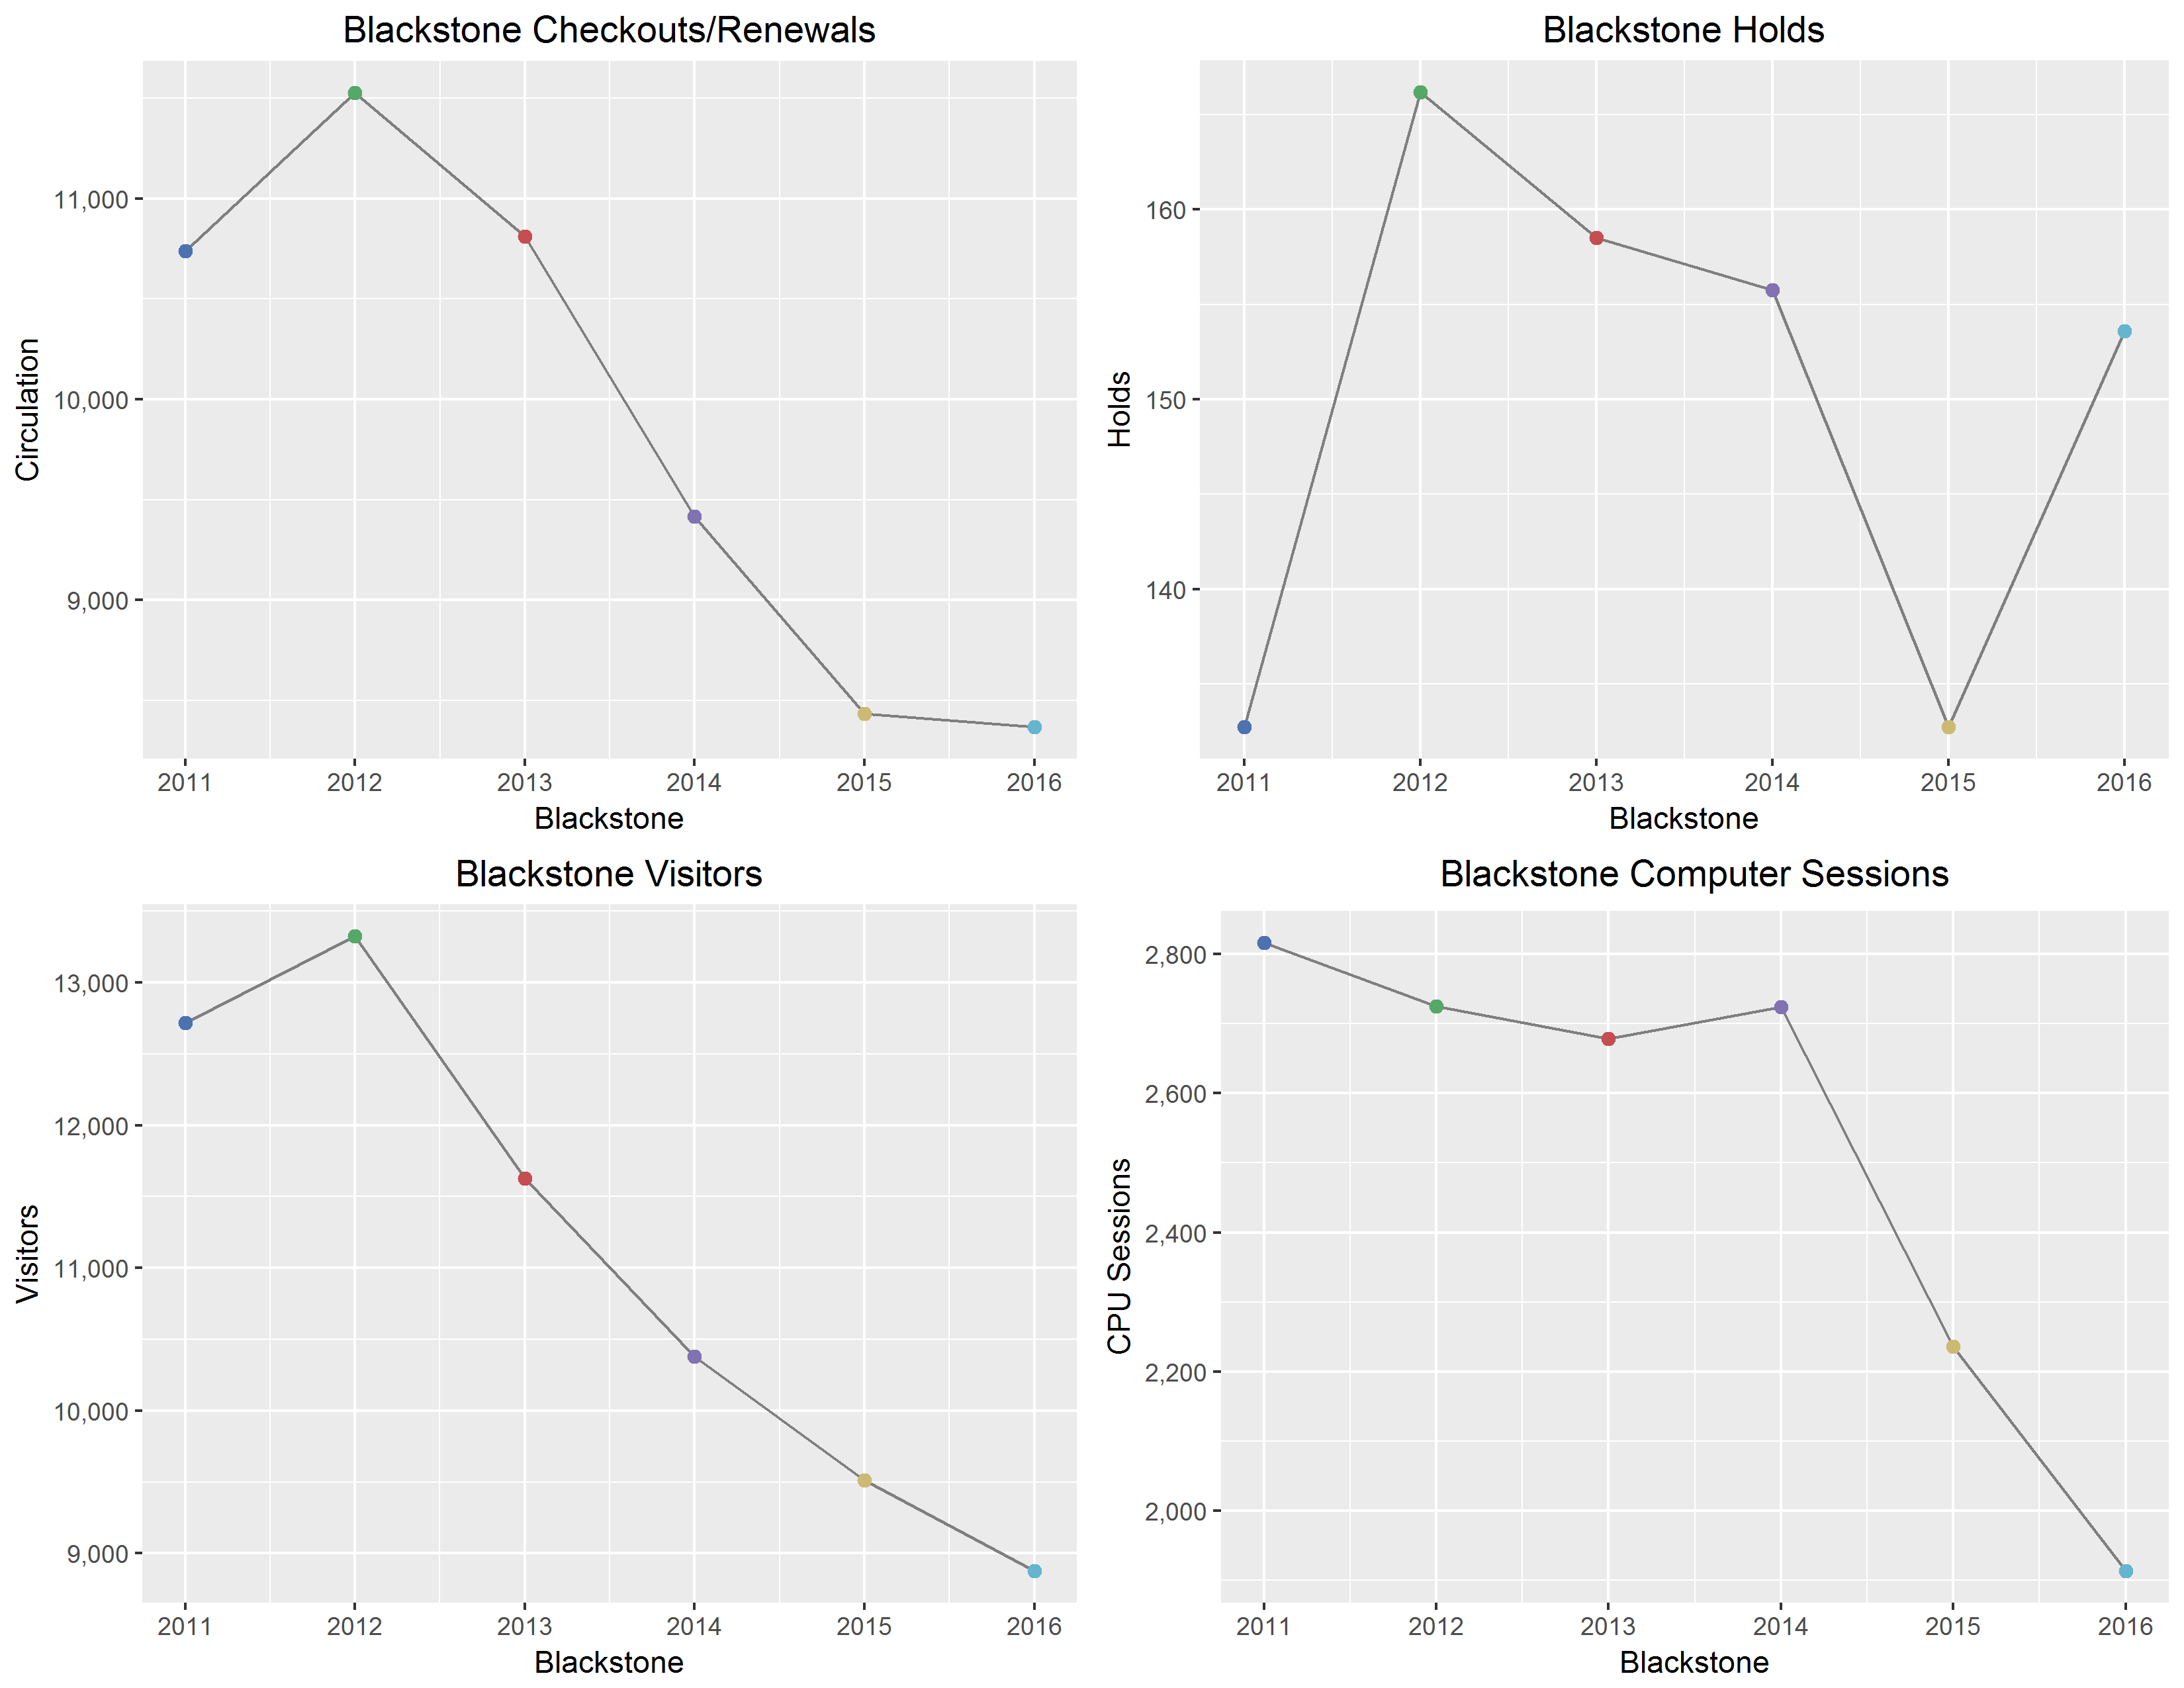 Blackstone Checkouts/Renewals
Circulation
11,000
10,000
9,000
2011 2012 2013 2014 2015 2016
Blackstone
Blackstone Holds
Holds
160
150
140
2011 2012 2013 2014 2015 2016
Blackstone
Blackstone Visitors
Visitors
13,000
12,000
11,000
10,000
9,000
2011 2012 2013 2014 2015 2016
Blackstone
Blackstone Computer Sessions
CPU Sessions
2,800
2,600
2,400
2,200
2,000
2011 2012 2013 2014 2015 2016
Blackstone